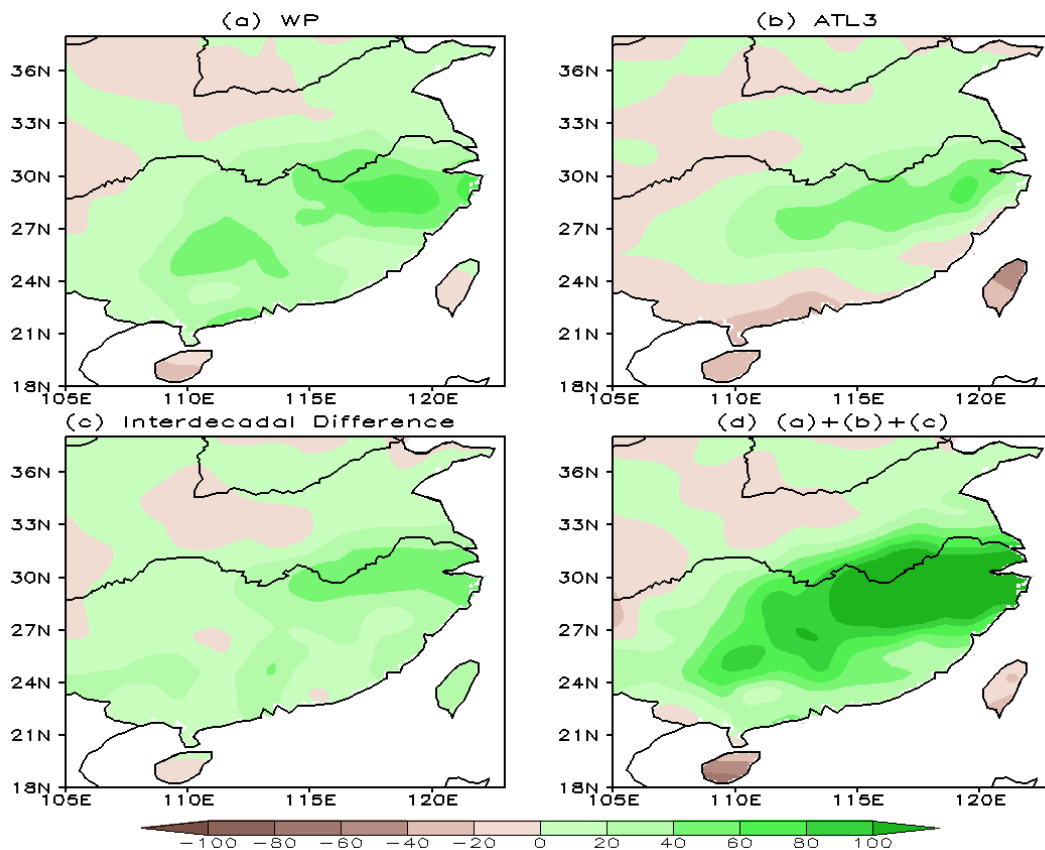 (a) WP
(b) ATL3
36N
33N
30N
27N
24N
21N
18N
105E
110E
115E
120E
36N
33N
30N
27N
24N
21N
18N
105E
110E
115E
120E
(c) Interdecadal Difference
(d) (a)+(b)+(c)
36N
33N
30N
27N
24N
21N
18N
105E
110E
115E
120E
36N
33N
30N
27N
24N
21N
18N
105E
110E
115E
120E
-100 -80 -60 -40 -20 0 20 40 60 80 100